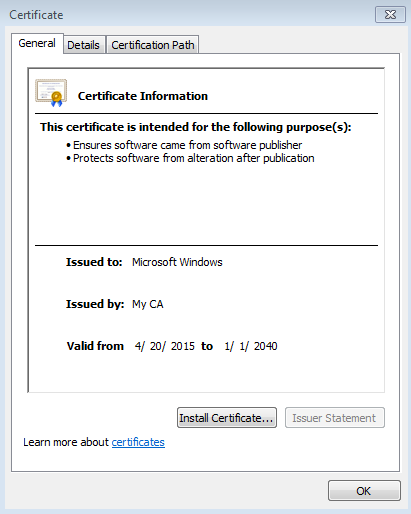 Certificate
General Details Certification Path
Certificate Information
This certificate is intended for the following purpose(s):
• Ensures software came from software publisher
• Protects software from alteration after publication
Issued to: Microsoft Windows
Issued by: My CA
Valid from 4/ 20/ 2015 to 1/ 1/ 2040
Install Certificate... Issuer Statement
Learn more about certificates
OK